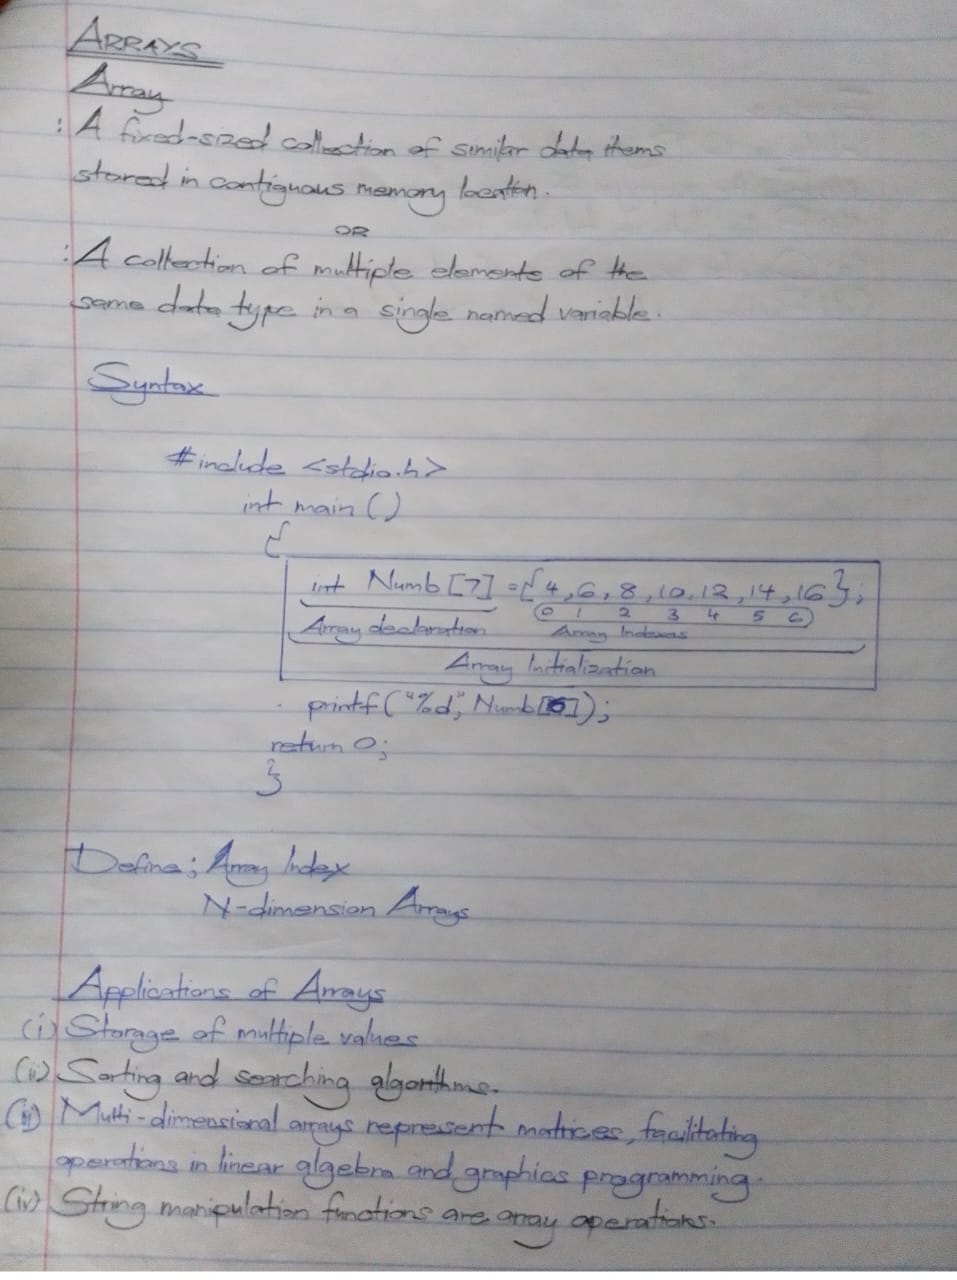 ARRAYS
Array
: A fixed-sized collection of similar data items
stored in contiguous memory location.
OR
: A collection of multiple elements of the
same data type in a single named variable.
Syntax
#include <stdio.h>
int main ()
{
int Numb [7] = { 4, 6, 8, 10, 12, 14, 16 };
0 1 2 3 4 5 6
Array declaration Array Indexes
Array Initialization
printf ("%d", Numb[]);
return 0;
}
Define; Array Index
N-dimension Arrays
Applications of Arrays
(i) Storage of multiple values
(ii) Sorting and searching algorithms.
(iii) Multi-dimensional arrays represent matrices, facilitating
operations in linear algebra and graphics programming.
(iv) String manipulation functions are array operations.